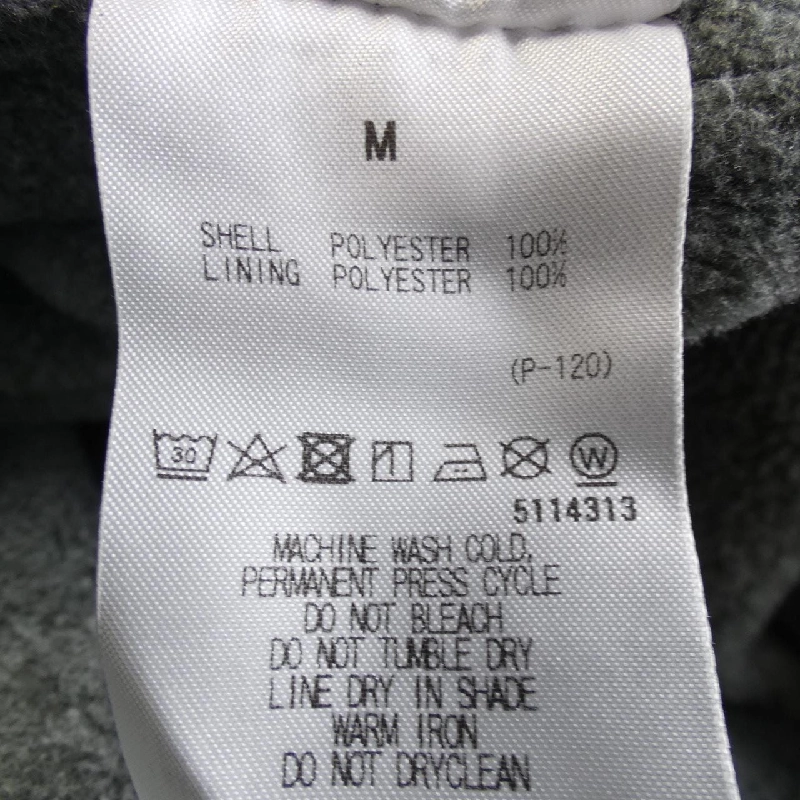 M
SHELL POLYESTER 100%
LINING POLYESTER 100%
(P-120)
30 W
5114313
MACHINE WASH COLD,
PERMANENT PRESS CYCLE
DO NOT BLEACH
DO NOT TUMBLE DRY
LINE DRY IN SHADE
WARM IRON
DO NOT DRYCLEAN